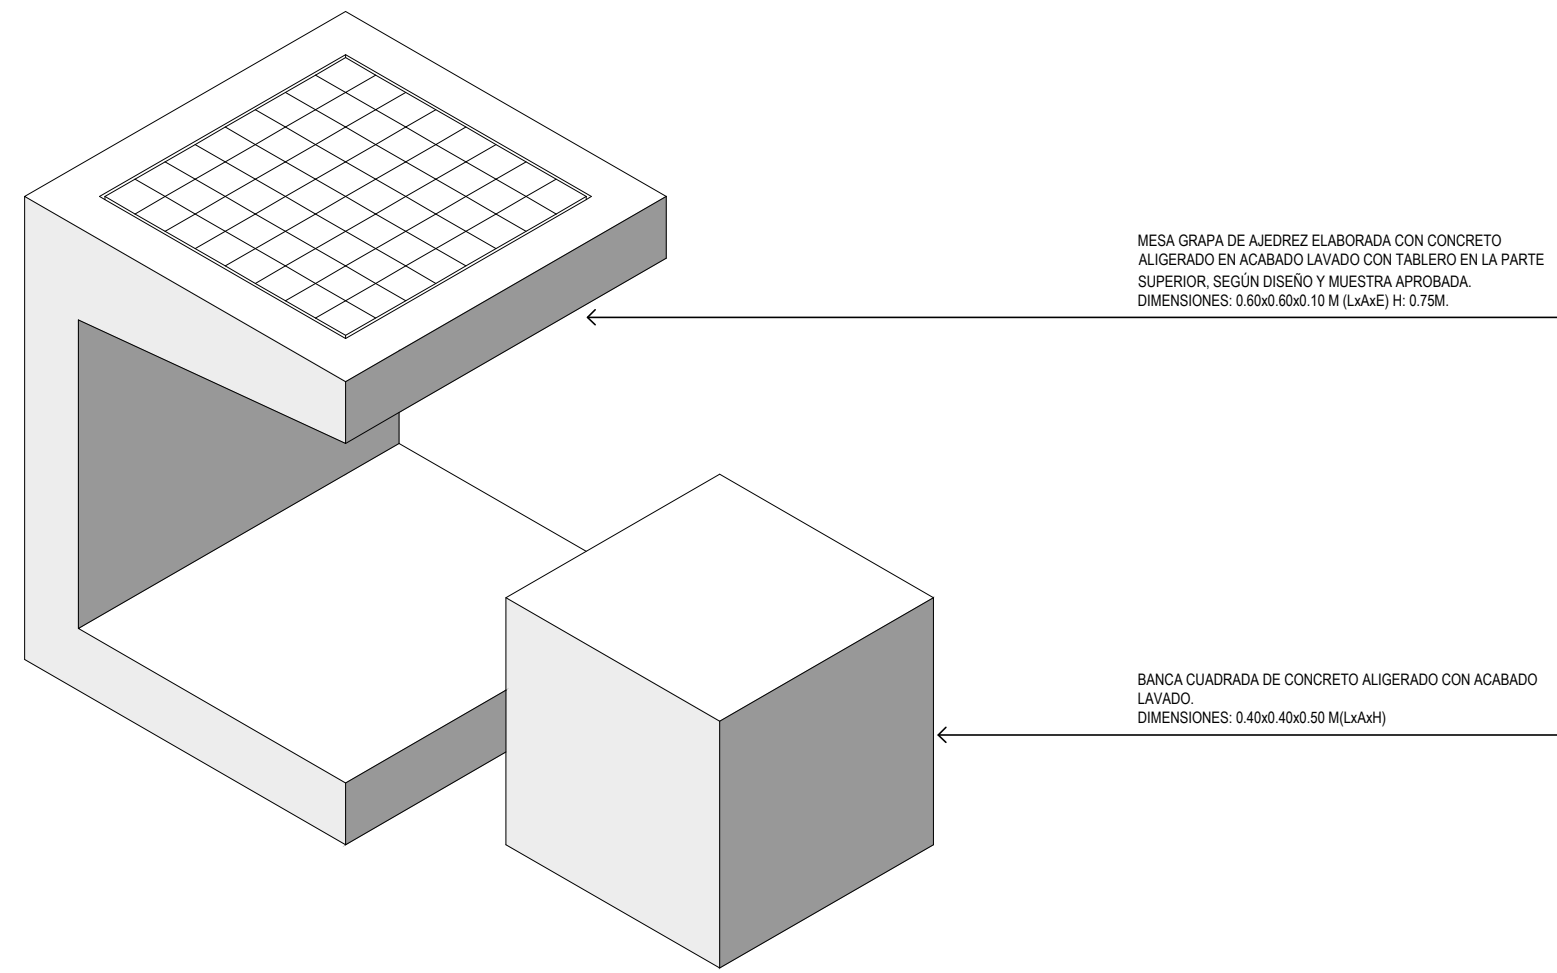 MESA GRAPA DE AJEDREZ ELABORADA CON CONCRETO
ALIGERADO EN ACABADO LAVADO CON TABLERO EN LA PARTE
SUPERIOR, SEGÚN DISEÑO Y MUESTRA APROBADA.
DIMENSIONES: 0.60x0.60x0.10 M (LxAxE) H: 0.75M.
BANCA CUADRADA DE CONCRETO ALIGERADO CON ACABADO
LAVADO.
DIMENSIONES: 0.40x0.40x0.50 M(LxAxH)